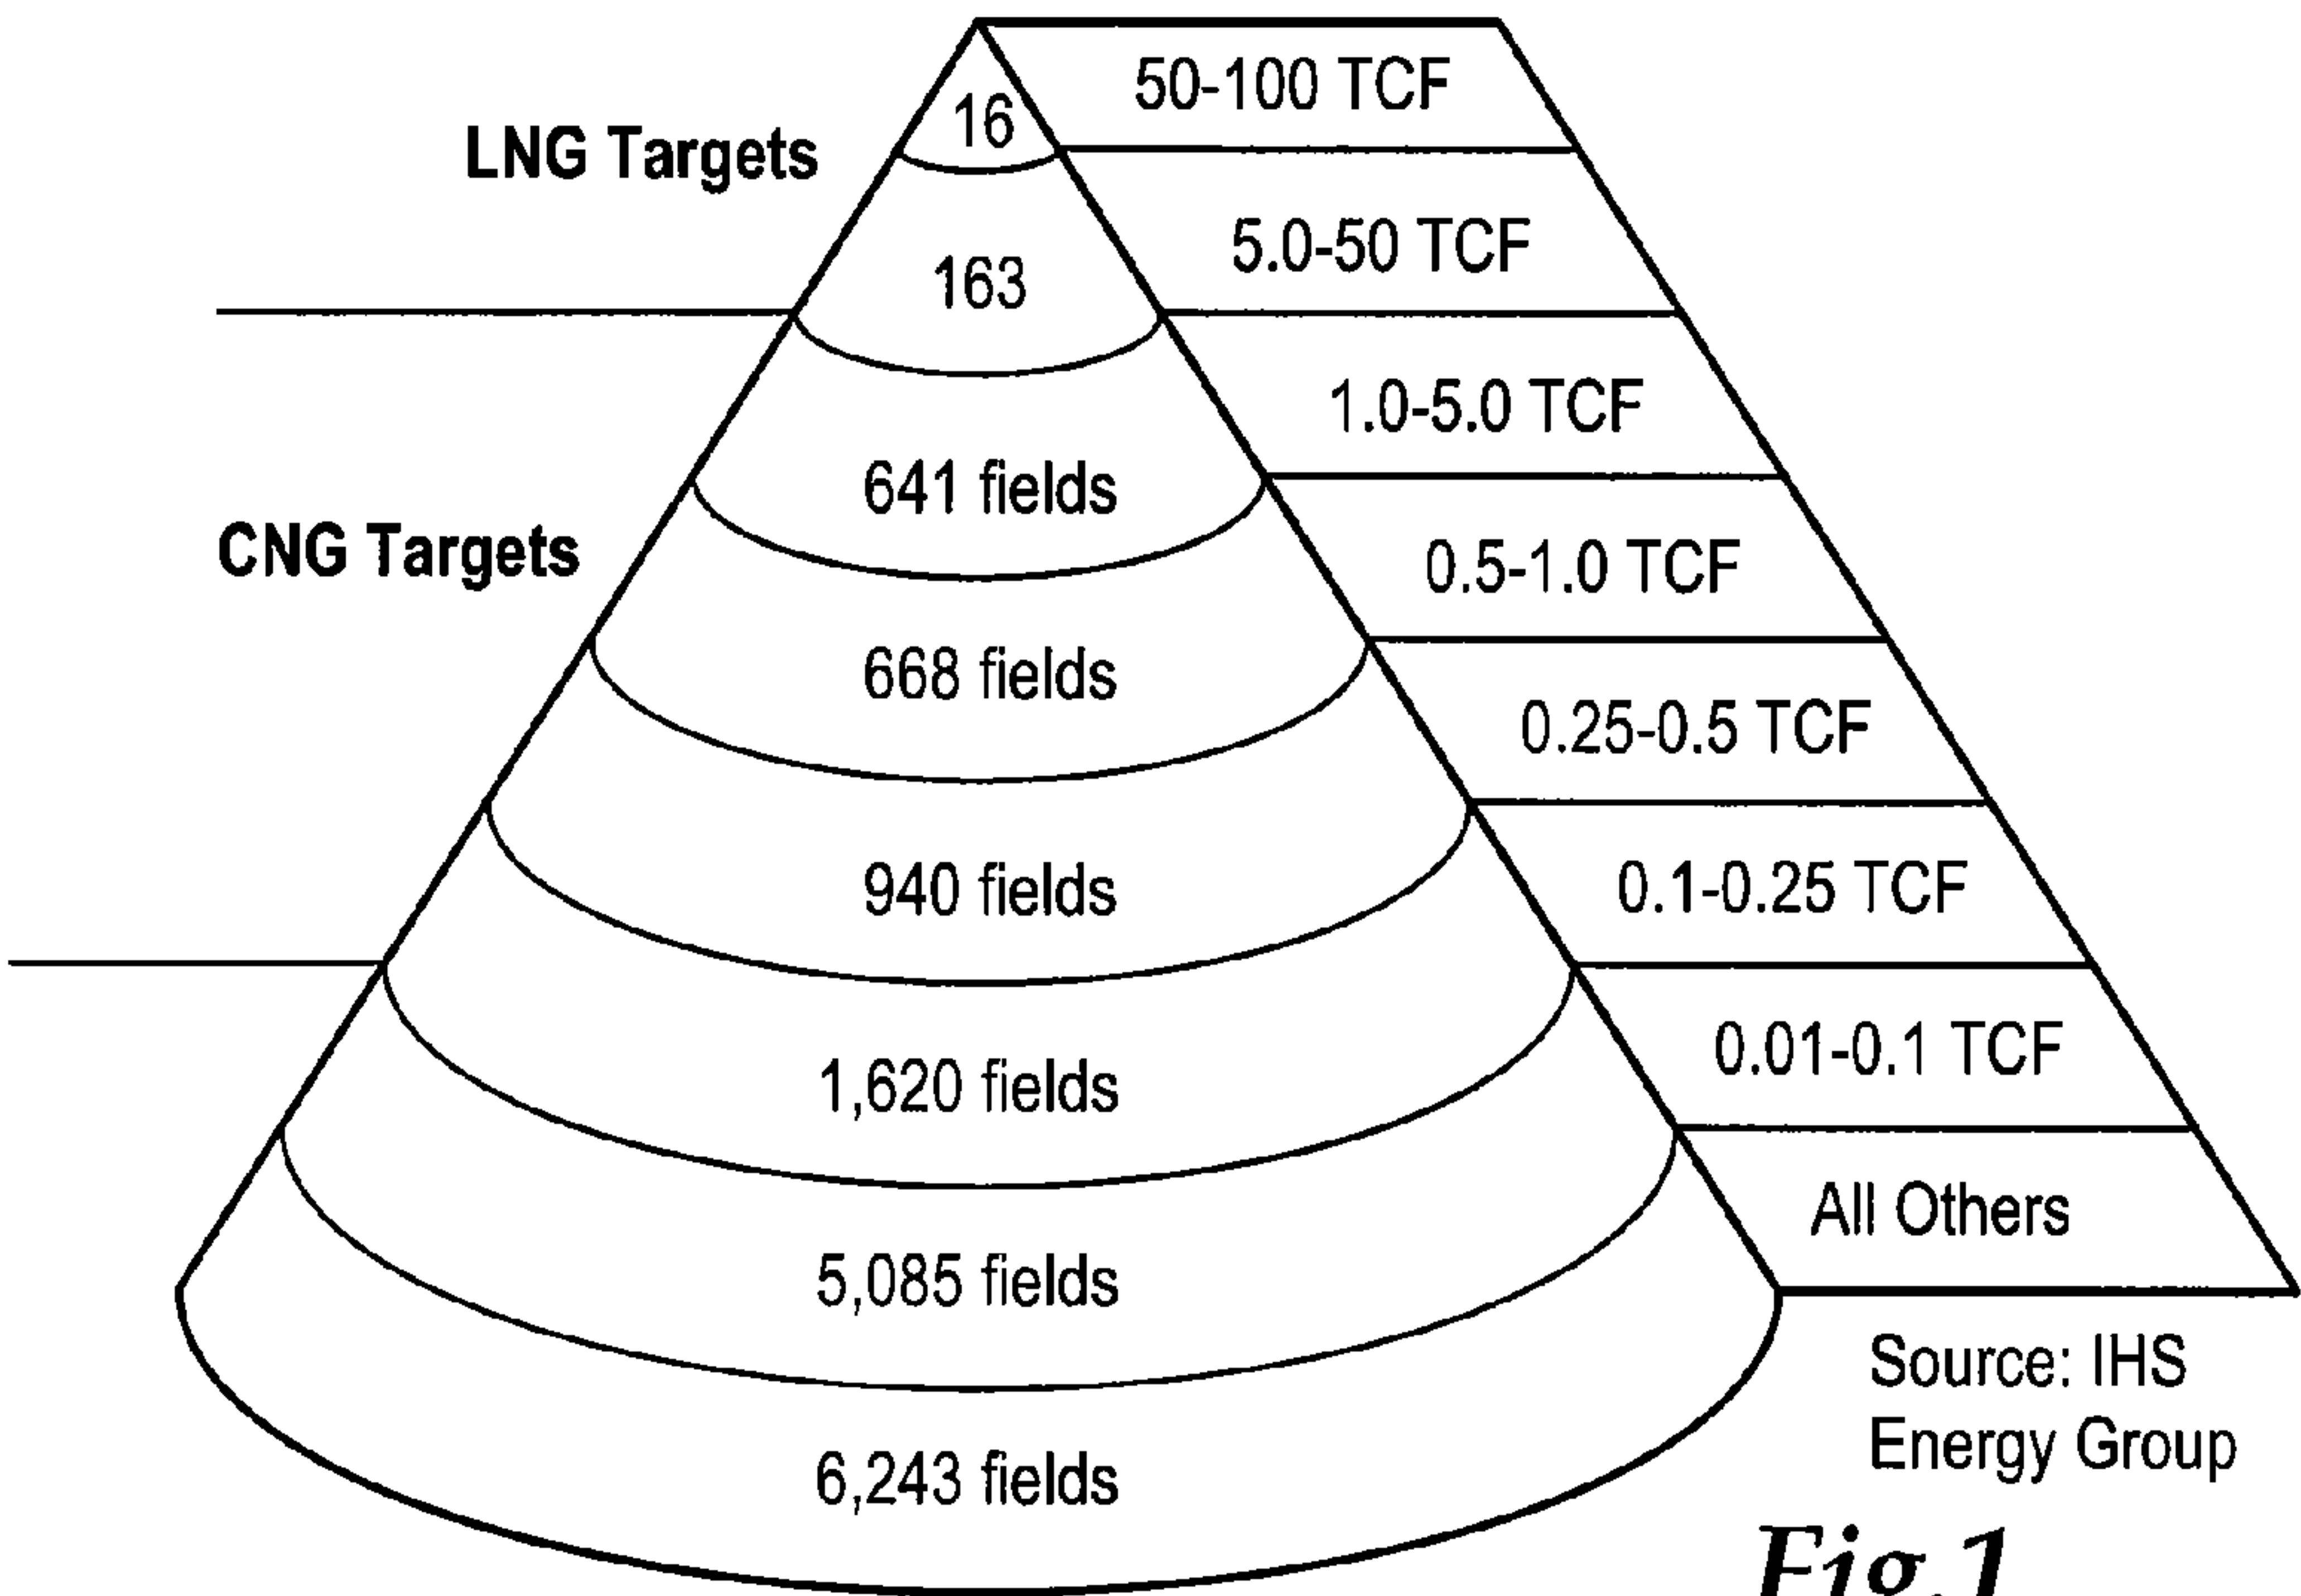 50-100 TCF
16
LNG Targets
5.0-50 TCF
163
1.0-5.0 TCF
641 fields
CNG Targets
0.5-1.0 TCF
668 fields
0.25-0.5 TCF
940 fields
0.1-0.25 TCF
1,620 fields
0.01-0.1 TCF
5,085 fields
All Others
6,243 fields
Source: IHS
Energy Group
Fig.1